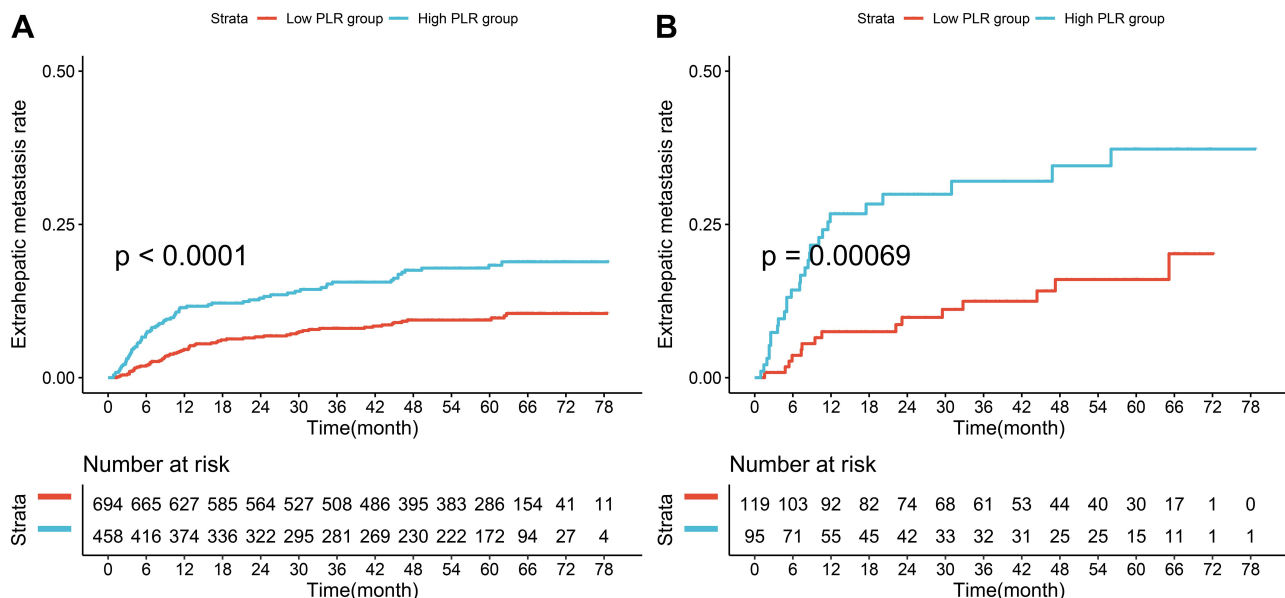 A
Strata Low PLR group High PLR group
Extrahepatic metastasis rate
0.50
0.25
0.00
p < 0.0001
0 6 12 18 24 30 36 42 48 54 60 66 72 78
Time(month)
Number at risk
Strata
694 665 627 585 564 527 508 486 395 383 286 154 41 11
458 416 374 336 322 295 281 269 230 222 172 94 27 4
0 6 12 18 24 30 36 42 48 54 60 66 72 78
Time(month)
B
Strata Low PLR group High PLR group
Extrahepatic metastasis rate
0.50
0.25
0.00
p = 0.00069
0 6 12 18 24 30 36 42 48 54 60 66 72 78
Time(month)
Number at risk
Strata
119 103 92 82 74 68 61 53 44 40 30 17 1 0
95 71 55 45 42 33 32 31 25 25 15 11 1 1
0 6 12 18 24 30 36 42 48 54 60 66 72 78
Time(month)